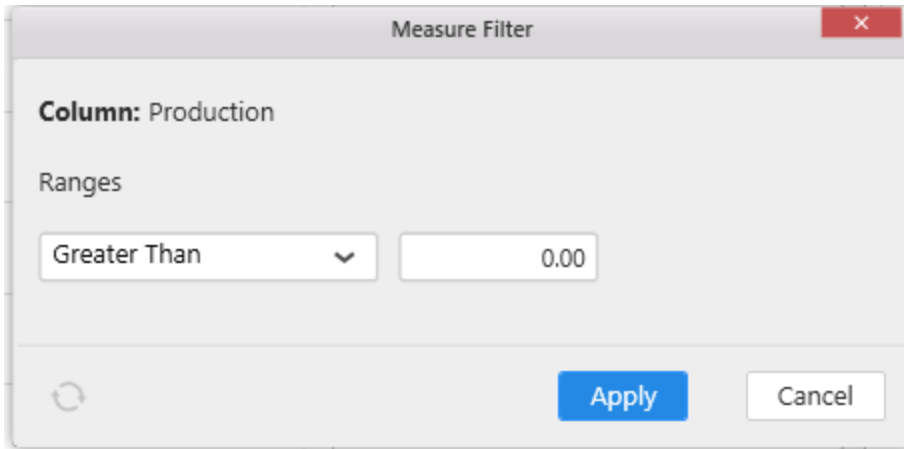 Measure Filter
Column: Production
Ranges
Greater Than 0.00
Apply Cancel